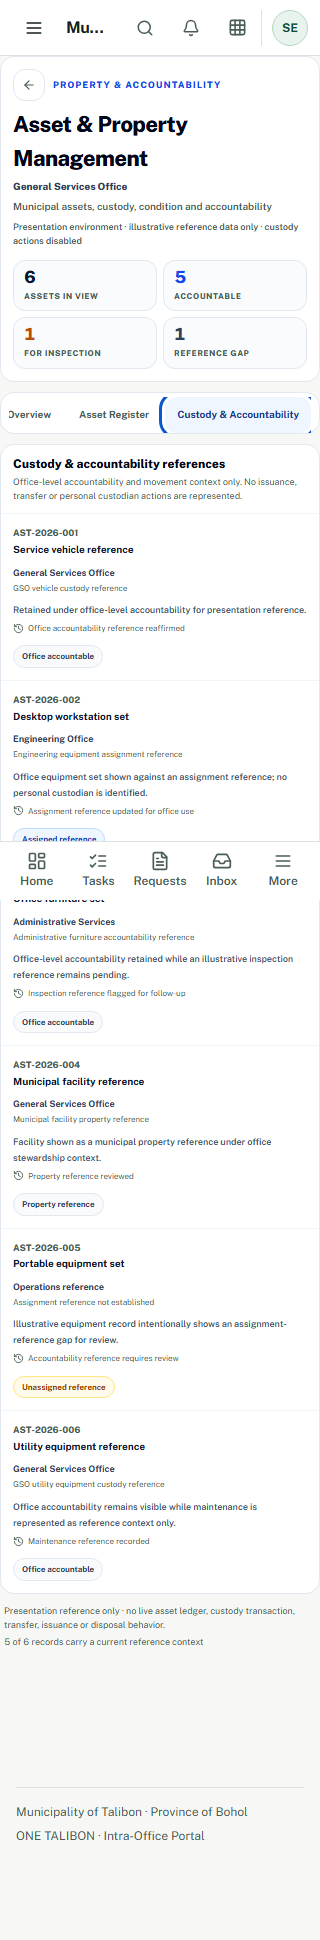 Mu...
SE
PROPERTY & ACCOUNTABILITY
Asset & Property
Management
General Services Office
Municipal assets, custody, condition and accountability
Presentation environment · illustrative reference data only · custody
actions disabled
6
ASSETS IN VIEW
5
ACCOUNTABLE
1
FOR INSPECTION
1
REFERENCE GAP
Overview
Asset Register
Custody & Accountability
Custody & accountability references
Office-level accountability and movement context only. No issuance,
transfer or personal custodian actions are represented.
AST-2026-001
Service vehicle reference
General Services Office
GSO vehicle custody reference
Retained under office-level accountability for presentation reference.
Office accountability reference reaffirmed
Office accountable
AST-2026-002
Desktop workstation set
Engineering Office
Engineering equipment assignment reference
Office equipment set shown against an assignment reference; no
personal custodian is identified.
Assignment reference updated for office use
Assigned reference
Home
Tasks
Requests
Inbox
More
Office furniture set
Administrative Services
Administrative furniture accountability reference
Office-level accountability retained while an illustrative inspection
reference remains pending.
Inspection reference flagged for follow-up
Office accountable
AST-2026-004
Municipal facility reference
General Services Office
Municipal facility property reference
Facility shown as a municipal property reference under office
stewardship context.
Property reference reviewed
Property reference
AST-2026-005
Portable equipment set
Operations reference
Assignment reference not established
Illustrative equipment record intentionally shows an assignment-
reference gap for review.
Accountability reference requires review
Unassigned reference
AST-2026-006
Utility equipment reference
General Services Office
GSO utility equipment custody reference
Office accountability remains visible while maintenance is
represented as reference context only.
Maintenance reference recorded
Office accountable
Presentation reference only · no live asset ledger, custody transaction,
transfer, issuance or disposal behavior.
5 of 6 records carry a current reference context
Municipality of Talibon · Province of Bohol
ONE TALIBON · Intra-Office Portal